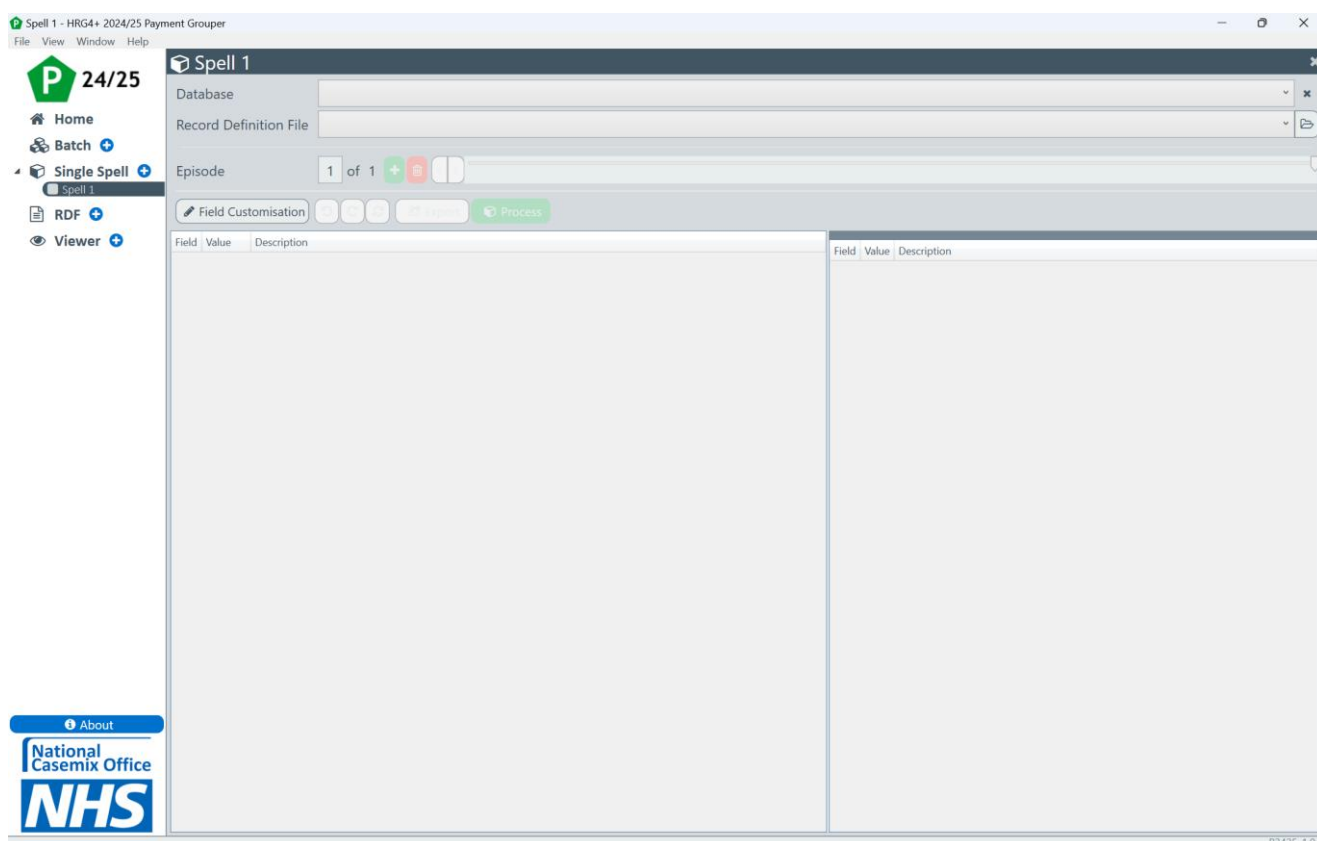 Spell 1 - HRG4+ 2024/25 Payment Grouper
File View Window Help
P 24/25
Home
Batch
Single Spell
Spell 1
RDF
Viewer
About
National
Casemix Office
NHS
Spell 1
Database
Record Definition File
Episode 1 of 1
Field Customisation Export Process
Field Value Description
Field Value Description